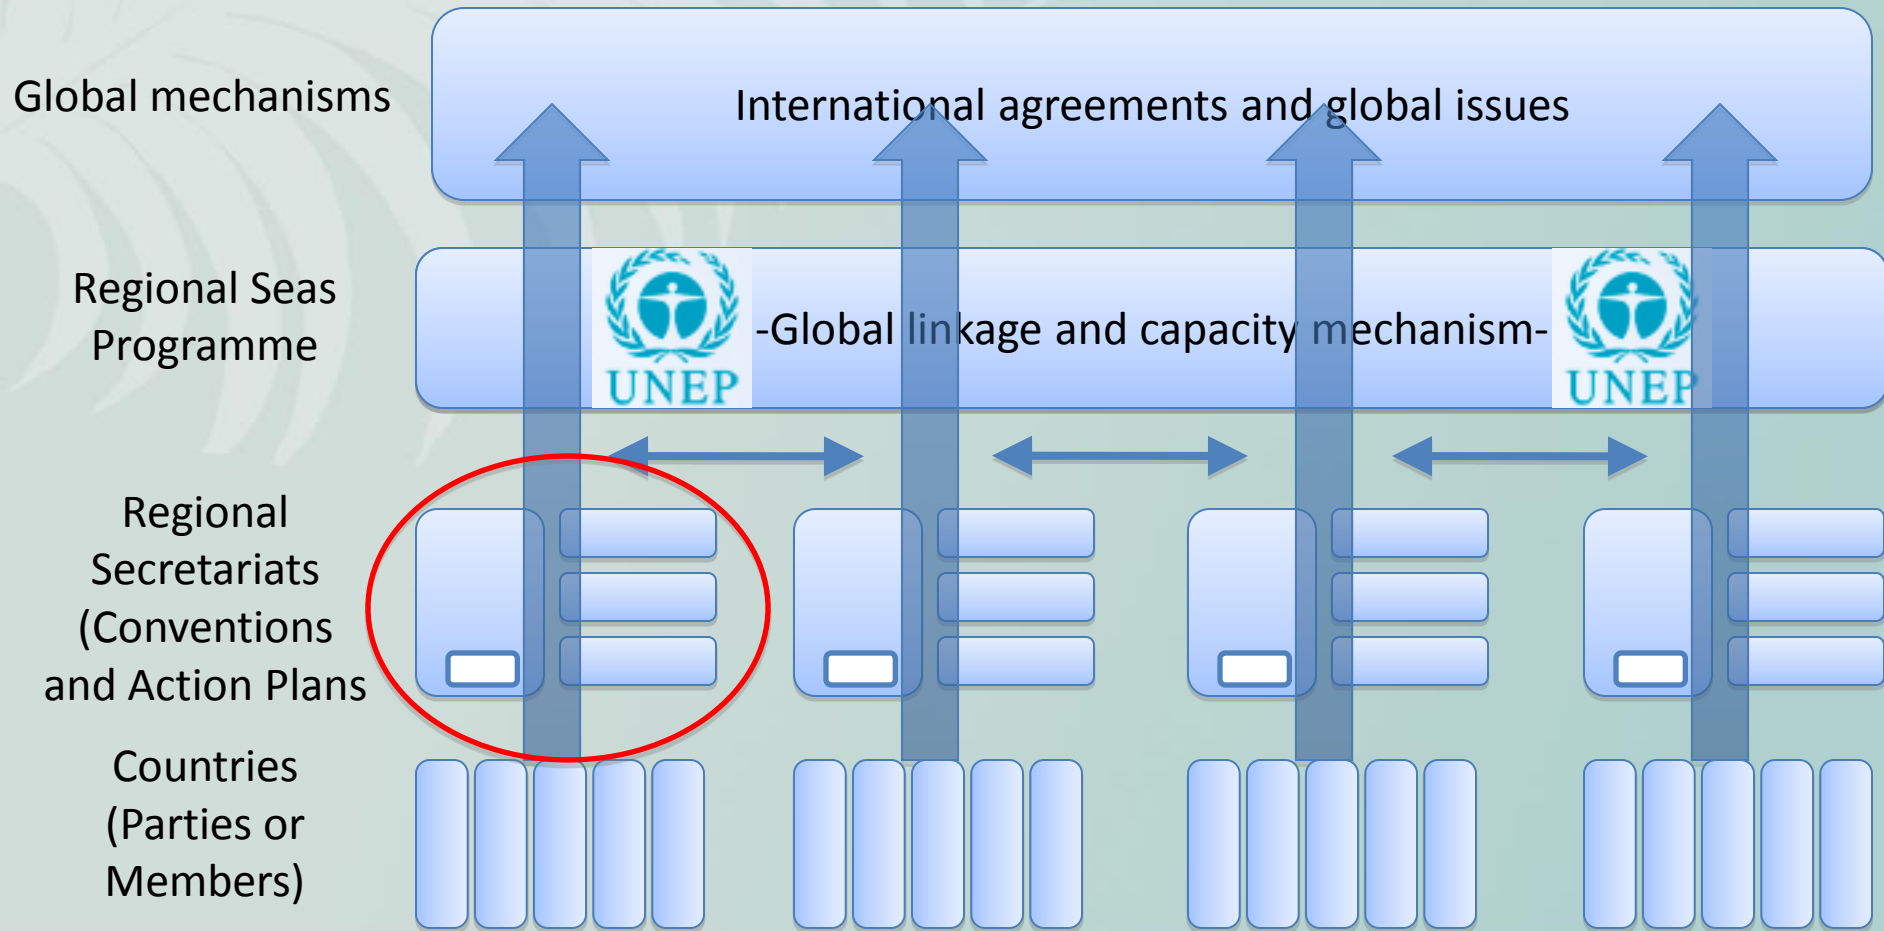 Global mechanisms
International agreements and global issues
Regional Seas
Programme
UNEP
-Global linkage and capacity mechanism-
UNEP
Regional
Secretariats
(Conventions
and Action Plans
Countries
(Parties or
Members)